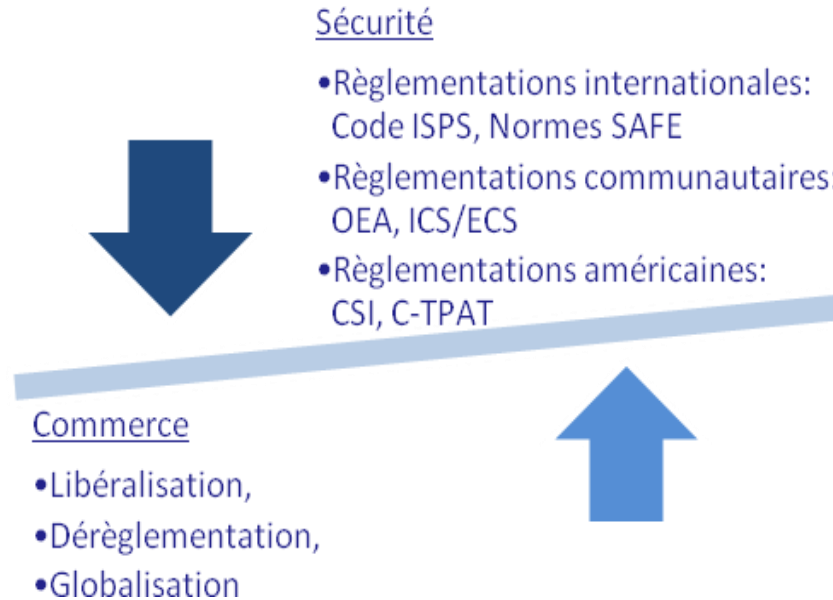 Sécurité
•Règlementations internationales:
Code ISPS, Normes SAFE
•Règlementations communautaires:
OEA, ICS/ECS
•Règlementations américaines:
CSI, C-TPAT
Commerce
•Libéralisation,
•Dérèglementation,
•Globalisation